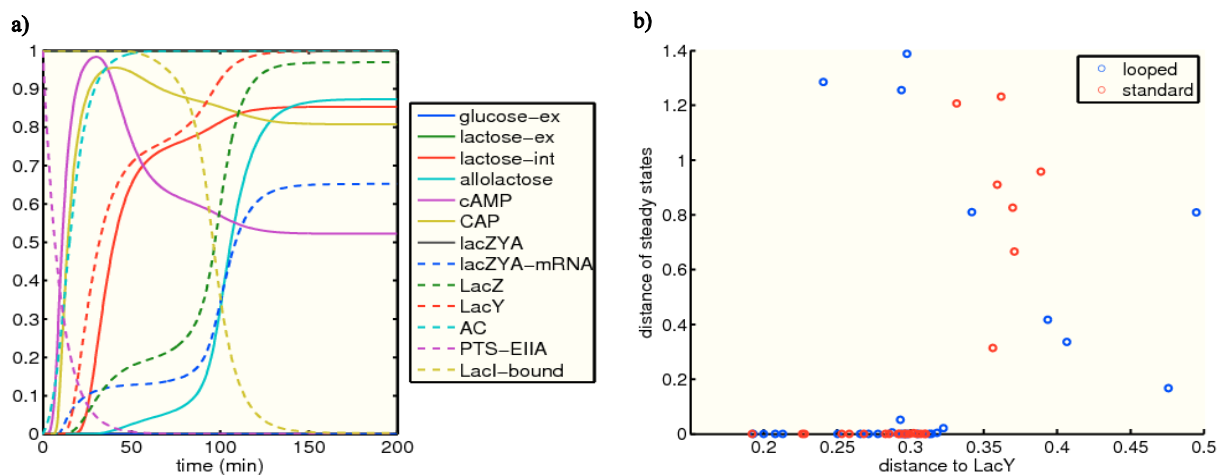 a)
1
0.9
0.8
0.7
0.6
0.5
0.4
0.3
0.2
0.1
0
0 50 100 150 200
time (min)
glucose-ex
lactose-ex
lactose-int
allolactose
cAMP
CAP
lacZYA
lacZYA-mRNA
LacZ
LacY
AC
PTS-EIIA
LacI-bound
b)
distance of steady states
1.4
1.2
1
0.8
0.6
0.4
0.2
0
0.2 0.25 0.3 0.35 0.4 0.45 0.5
distance to LacY
looped
standard